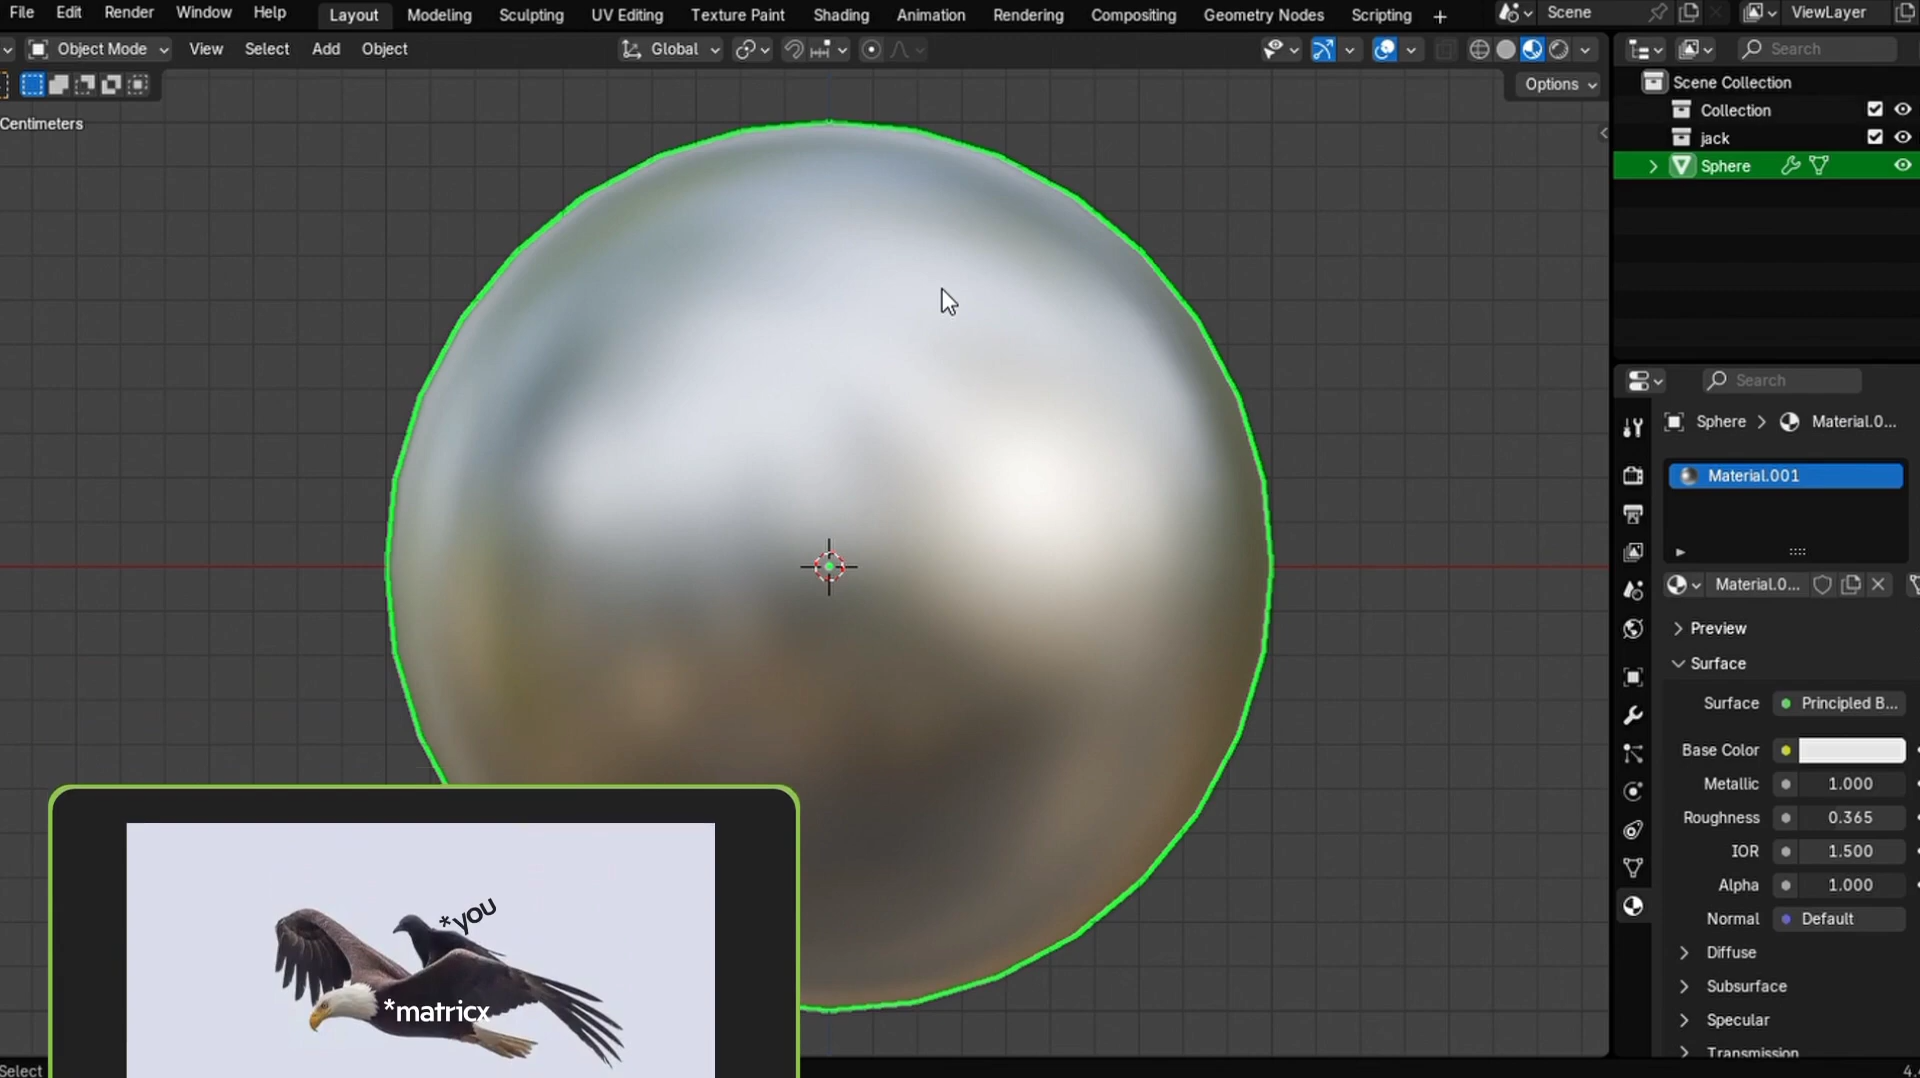 File Edit Render Window Help Layout Modeling Sculpting UV Editing Texture Paint Shading Animation Rendering Compositing Geometry Nodes Scripting + Scene ViewLayer
Object Mode View Select Add Object Global Search
Options
Centimeters
Scene Collection
Collection
jack
Sphere
Search
Sphere > Material.0...
Material.001
Material.0...
Preview
Surface
Surface Principled B...
Base Color
Metallic 1.000
Roughness 0.365
IOR 1.500
Alpha 1.000
Normal Default
Diffuse
Subsurface
Specular
Transmission
*you
*matricx
Select